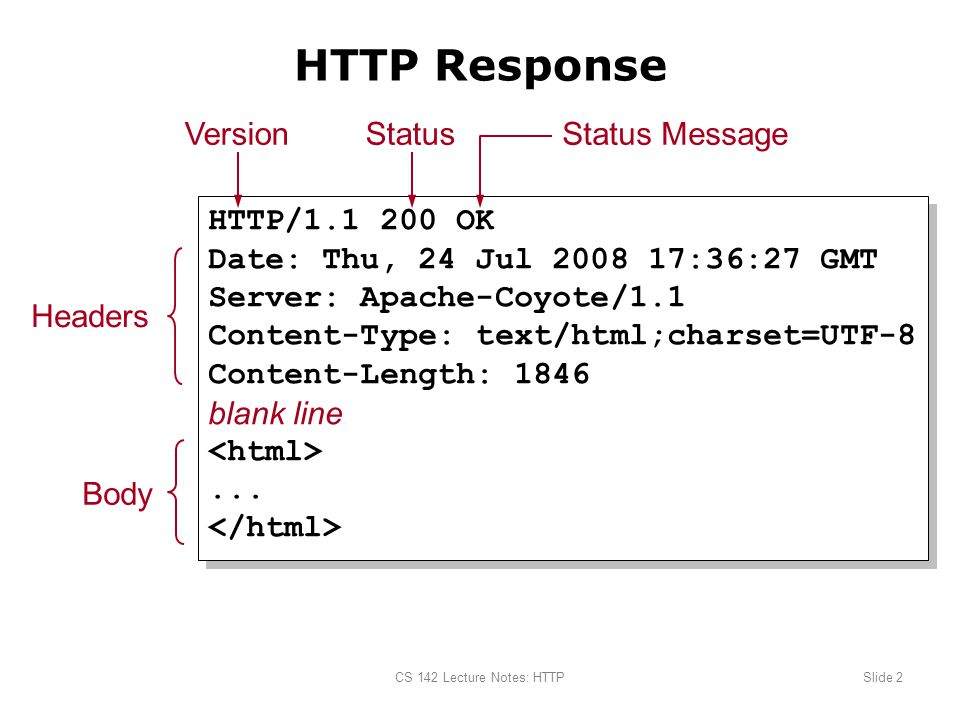 HTTP Response
Version Status Status Message
HTTP/1.1 200 OK
Date: Thu, 24 Jul 2008 17:36:27 GMT
Server: Apache-Coyote/1.1
Headers
Content-Type: text/html;charset=UTF-8
Content-Length: 1846
blank line
<html>
Body
...
</html>
CS 142 Lecture Notes: HTTP
Slide 2